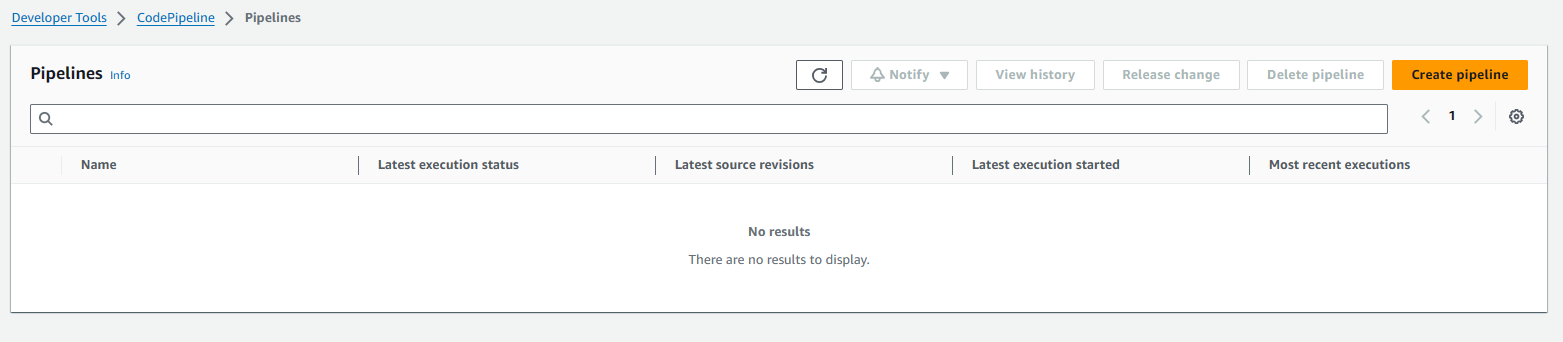 Developer Tools > CodePipeline > Pipelines
Pipelines Info
Notify View history Release change Delete pipeline Create pipeline
1
Name Latest execution status Latest source revisions Latest execution started Most recent executions
No results
There are no results to display.